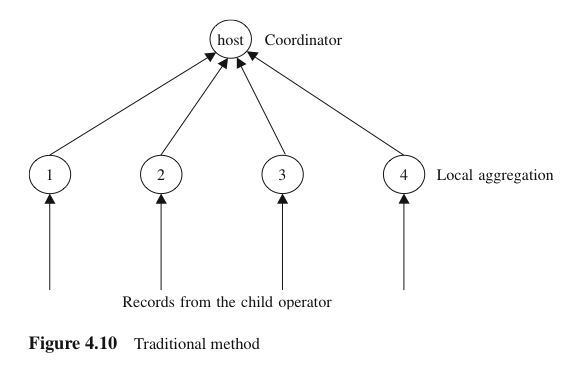 host Coordinator
1 2 3 4 Local aggregation
Records from the child operator
Figure 4.10 Traditional method